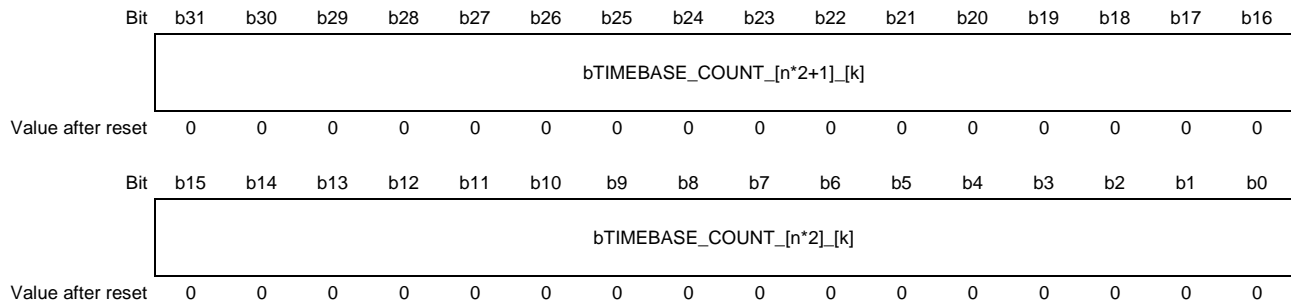 Bit b31 b30 b29 b28 b27 b26 b25 b24 b23 b22 b21 b20 b19 b18 b17 b16
bTIMEBASE_COUNT_[n*2+1]_[k]
Value after reset 0 0 0 0 0 0 0 0 0 0 0 0 0 0 0 0
Bit b15 b14 b13 b12 b11 b10 b9 b8 b7 b6 b5 b4 b3 b2 b1 b0
bTIMEBASE_COUNT_[n*2]_[k]
Value after reset 0 0 0 0 0 0 0 0 0 0 0 0 0 0 0 0